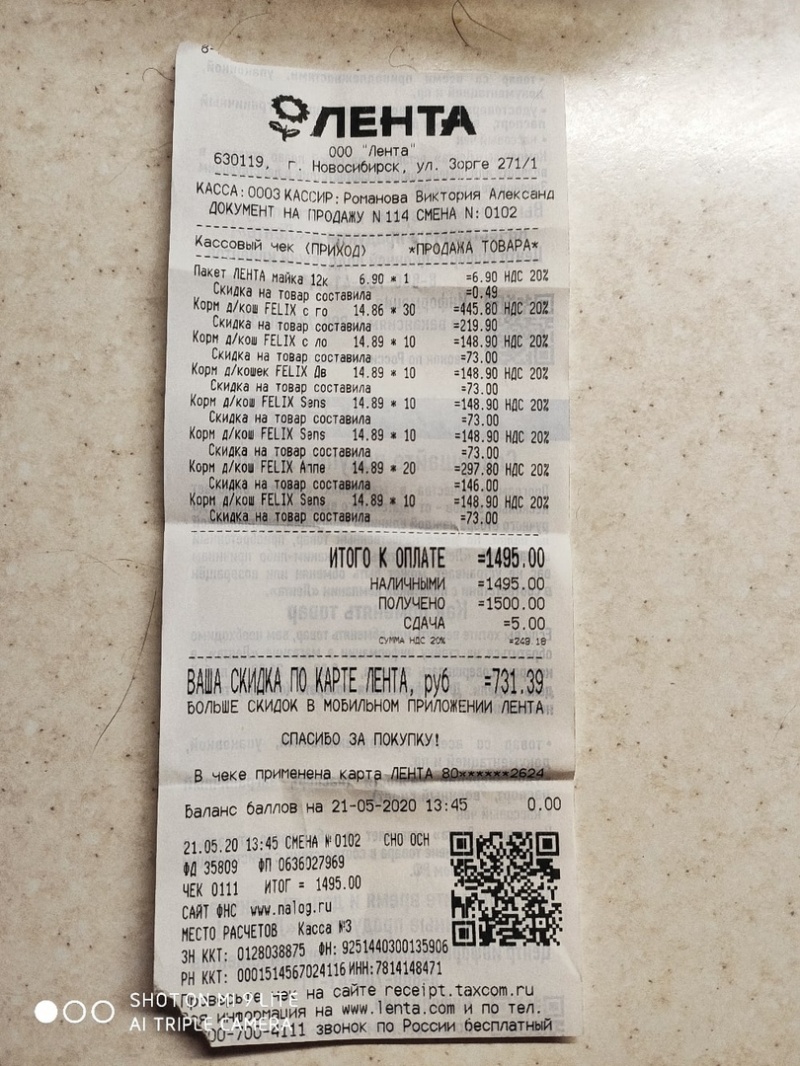 ЛЕНТА
ООО "Лента"
630119, г. Новосибирск, ул. Зорге 271/1
КАССА:0003 КАССИР: Романова Виктория Александ
ДОКУМЕНТ НА ПРОДАЖУ N 114 СМЕНА N: 0102
Кассовый чек (ПРИХОД) *ПРОДАЖА ТОВАРА*
Пакет ЛЕНТА майка 12к 6.90 * 1 =6.90 НДС 20%
Скидка на товар составила =0.49
Корм д/кош FELIX с го 14.86 * 30 =445.80 НДС 20%
Скидка на товар составила =219.90
Корм д/кош FELIX с ло 14.89 * 10 =148.90 НДС 20%
Скидка на товар составила =73.00
Корм д/кошек FELIX Дв 14.89 * 10 =148.90 НДС 20%
Скидка на товар составила =73.00
Корм д/кош FELIX Sens 14.89 * 10 =148.90 НДС 20%
Скидка на товар составила =73.00
Корм д/кош FELIX Sens 14.89 * 10 =148.90 НДС 20%
Скидка на товар составила =73.00
Корм д/кош FELIX Аппе 14.89 * 20 =297.80 НДС 20%
Скидка на товар составила =146.00
Корм д/кош FELIX Sens 14.89 * 10 =148.90 НДС 20%
Скидка на товар составила =73.00
ИТОГО К ОПЛАТЕ =1495.00
НАЛИЧНЫМИ =1495.00
ПОЛУЧЕНО =1500.00
СДАЧА =5.00
СУММА НДС 20% =249.18
ВАША СКИДКА ПО КАРТЕ ЛЕНТА, руб =731.39
БОЛЬШЕ СКИДОК В МОБИЛЬНОМ ПРИЛОЖЕНИИ ЛЕНТА
СПАСИБО ЗА ПОКУПКУ!
В чеке применена карта ЛЕНТА 80******2624
Баланс баллов на 21-05-2020 13:45 0.00
21.05.20 13:45 СМЕНА №0102 СНО ОСН
ФД 35809 ФП 0636027969
ЧЕК 0111 ИТОГ = 1495.00
САЙТ ФНС www.nalog.ru
МЕСТО РАСЧЕТОВ Касса №3
ЗН ККТ: 0128038875 ФН: 9251440300135906
РН ККТ: 0001514567024116 ИНН:7814148471
чек на сайте receipt.taxcom.ru
информация на www.lenta.com и по тел.
00-700-4111 звонок по России бесплатный
SHOT ON MI 9 LITE
AI TRIPLE CAMERA